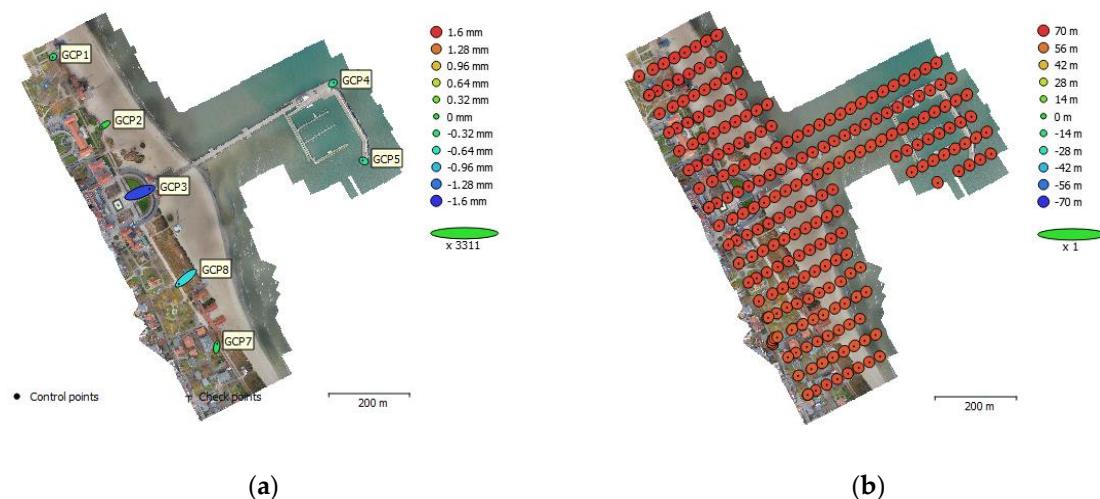 GCP1
GCP2
GCP3
GCP4
GCP5
GCP8
GCP7
1.6 mm
1.28 mm
0.96 mm
0.64 mm
0.32 mm
0 mm
-0.32 mm
-0.64 mm
-0.96 mm
-1.28 mm
-1.6 mm
x 3311
Control points
Check points
200 m
70 m
56 m
42 m
28 m
14 m
0 m
-14 m
-28 m
-42 m
-56 m
-70 m
x 1
200 m
(a)
(b)